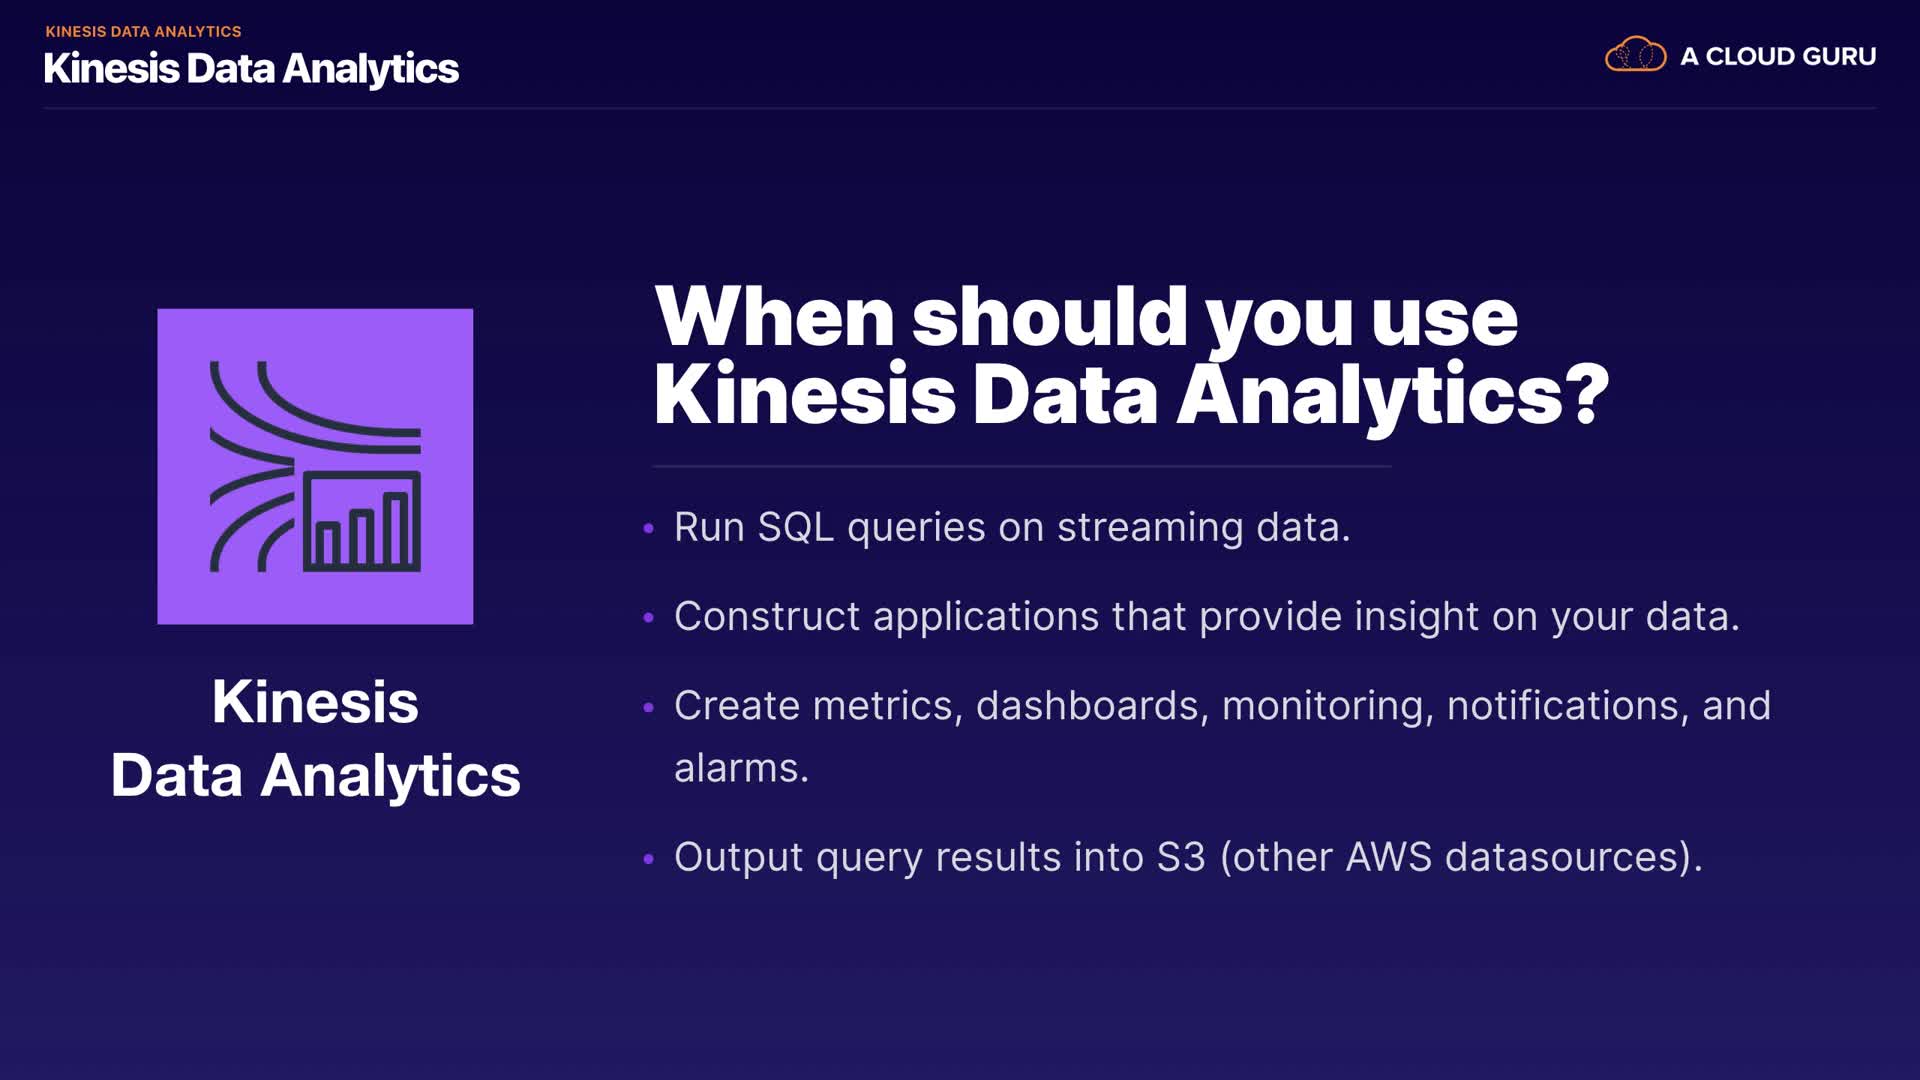 KINESIS DATA ANALYTICS
Kinesis Data Analytics
A CLOUD GURU
When should you use
Kinesis Data Analytics?
• Run SQL queries on streaming data.
• Construct applications that provide insight on your data.
• Create metrics, dashboards, monitoring, notifications, and
alarms.
• Output query results into S3 (other AWS datasources).
Kinesis
Data Analytics